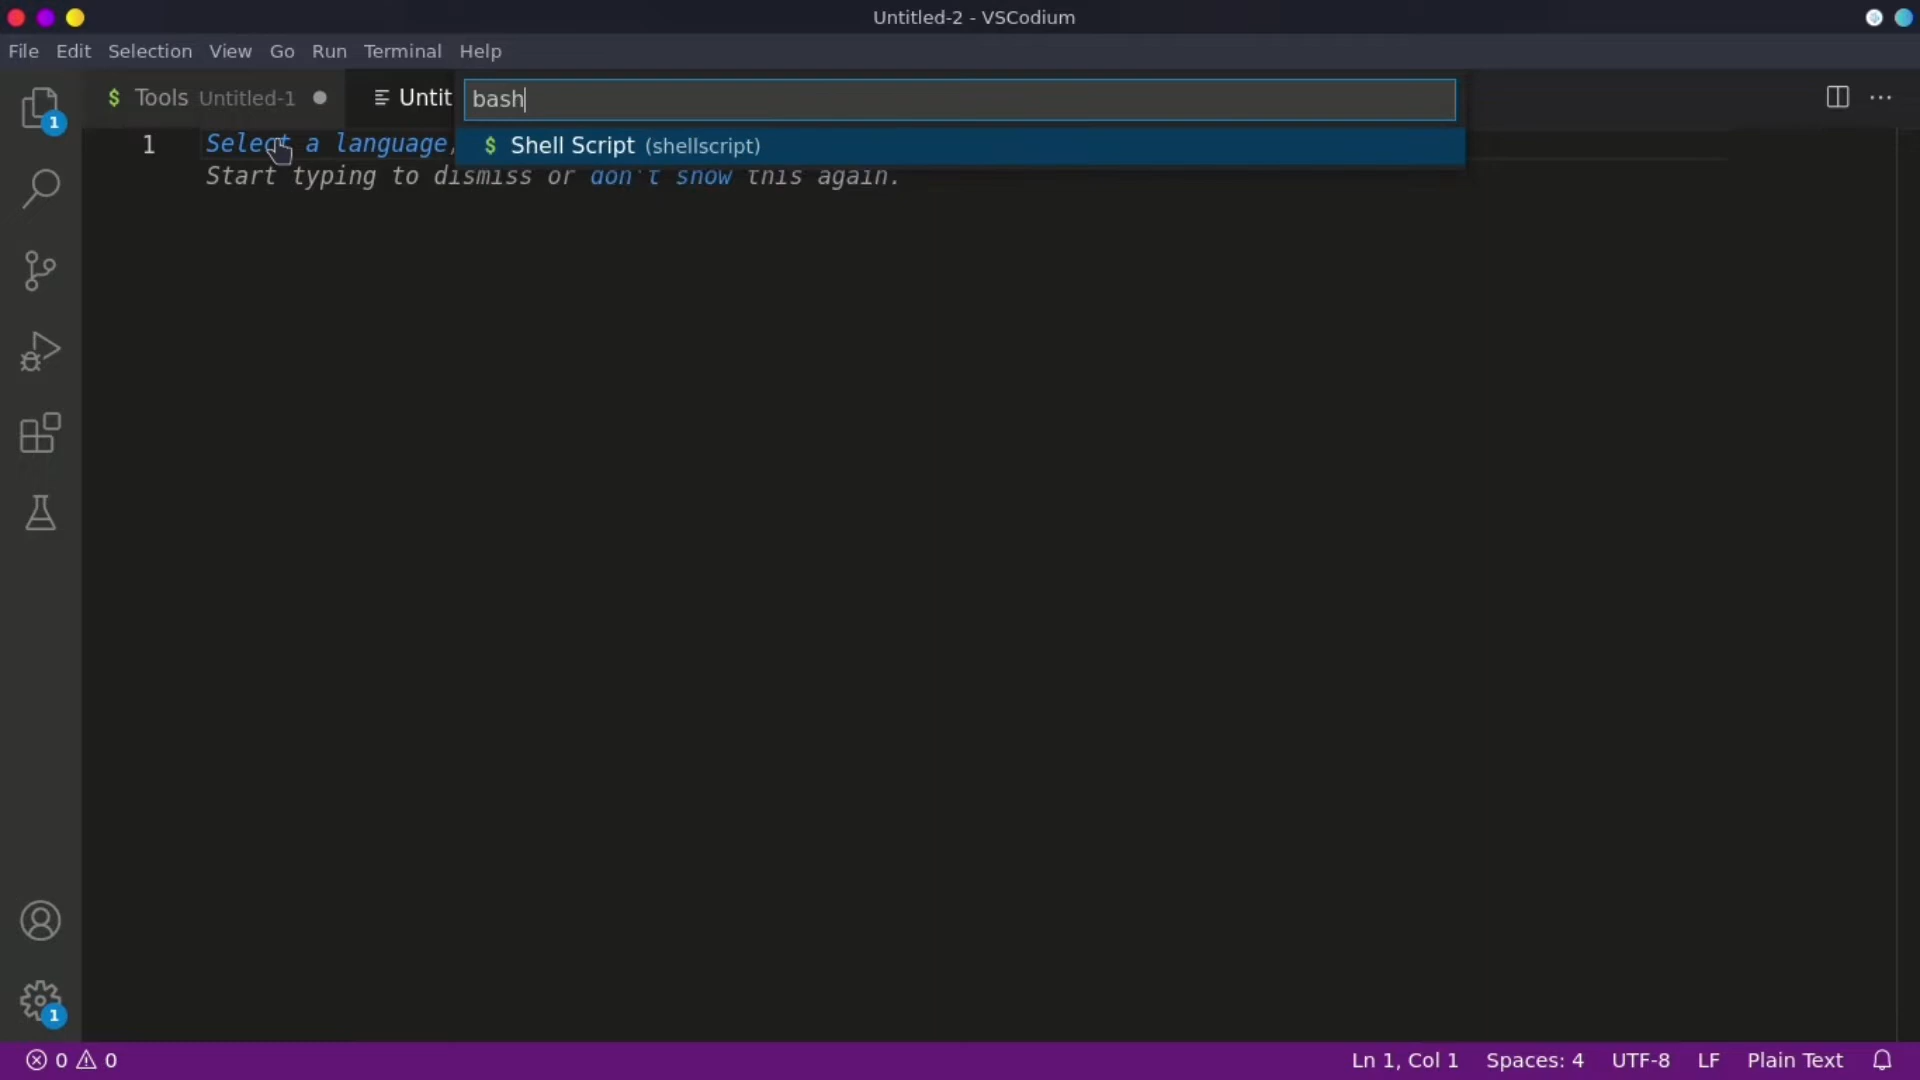 Untitled-2 - VSCodium
File Edit Selection View Go Run Terminal Help
$ Tools Untitled-1 Untit bash
1 Select a language, $ Shell Script (shellscript)
Start typing to dismiss or don't show this again.
1
1
0 0 Ln 1, Col 1 Spaces: 4 UTF-8 LF Plain Text